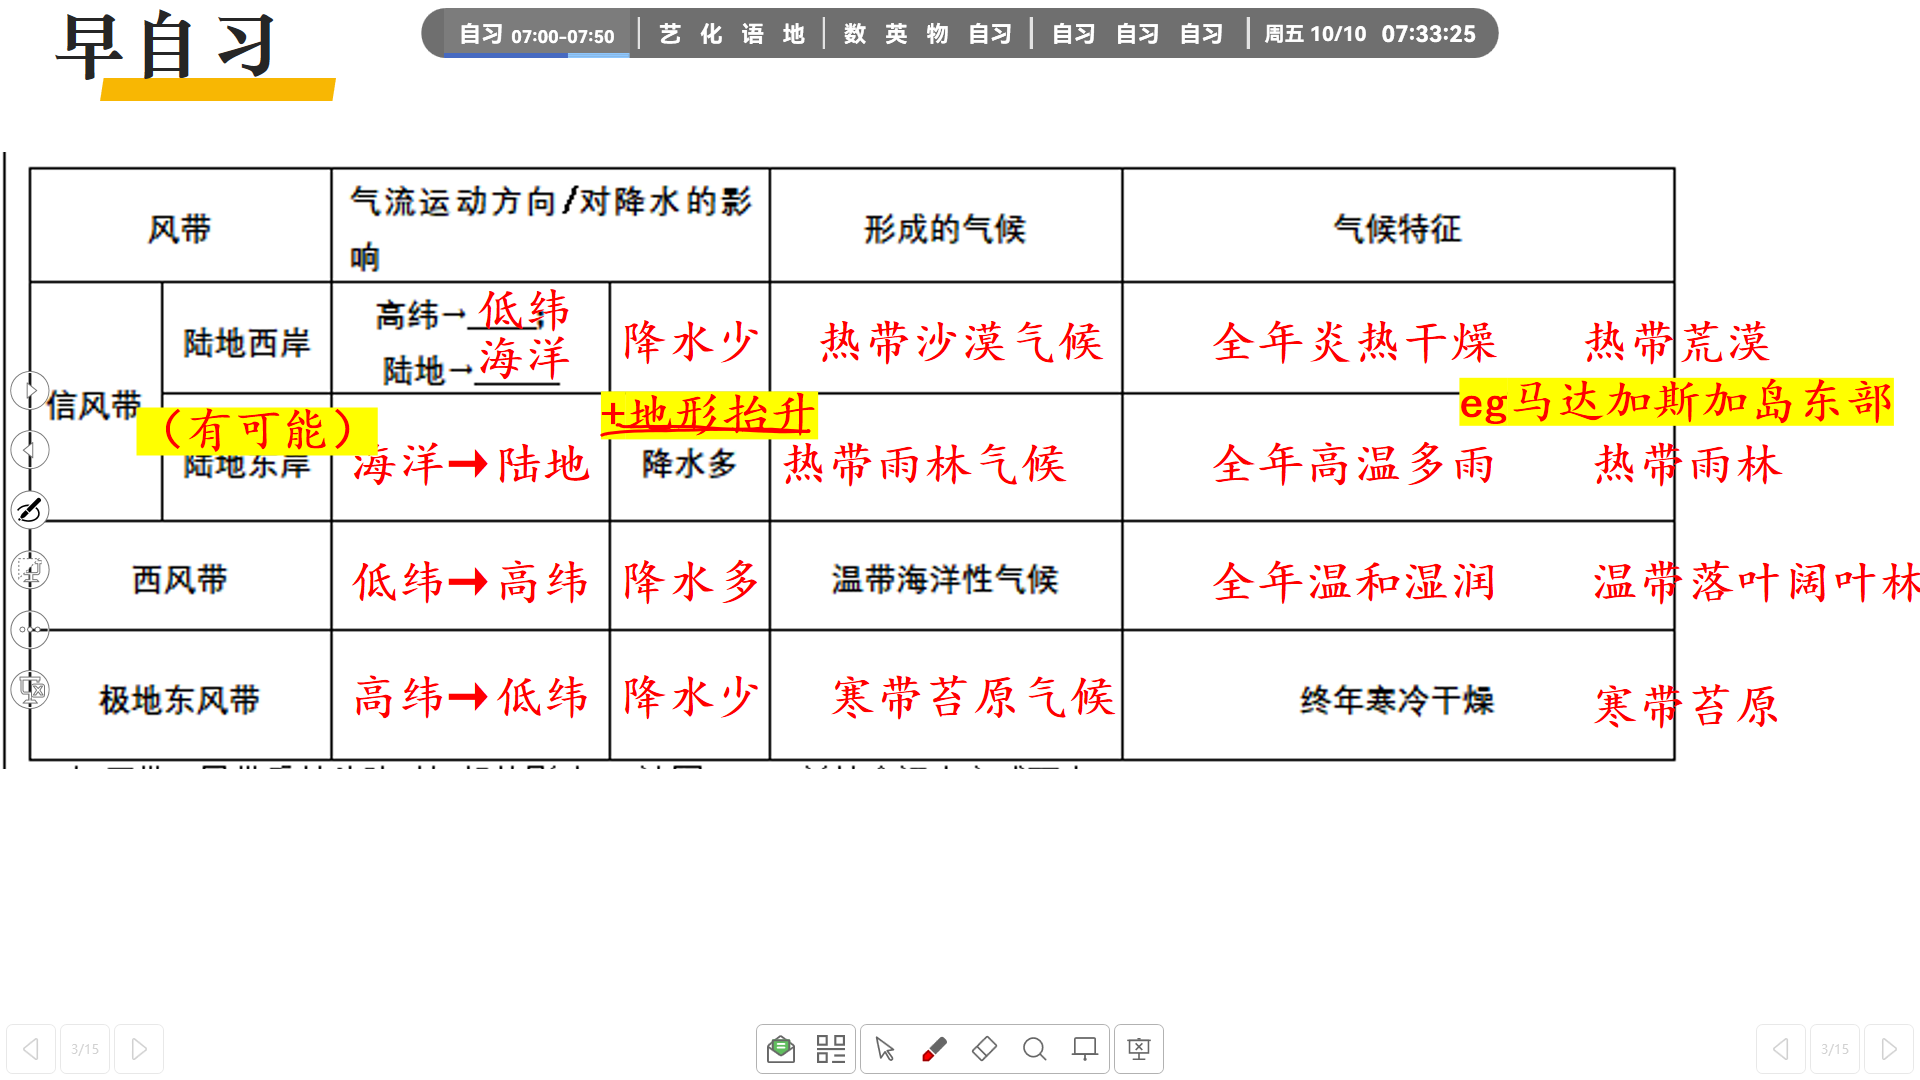 早自习
自习 07:00-07:50 艺 化 语 地 数 英 物 自习 自习 自习 自习 周五 10/10 07:33:25
风带 气流运动方向/对降水的影响 形成的气候 气候特征
信风带
陆地西岸 高纬→低纬;
陆地→海洋
降水少 热带沙漠气候 全年炎热干燥 热带荒漠
(有可能) +地形抬升 eg马达加斯加岛东部
陆地东岸 海洋→陆地 降水多 热带雨林气候 全年高温多雨 热带雨林
西风带 低纬→高纬 降水多 温带海洋性气候 全年温和湿润 温带落叶阔叶林
极地东风带 高纬→低纬 降水少 寒带苔原气候 终年寒冷干燥 寒带苔原
3/15 3/15